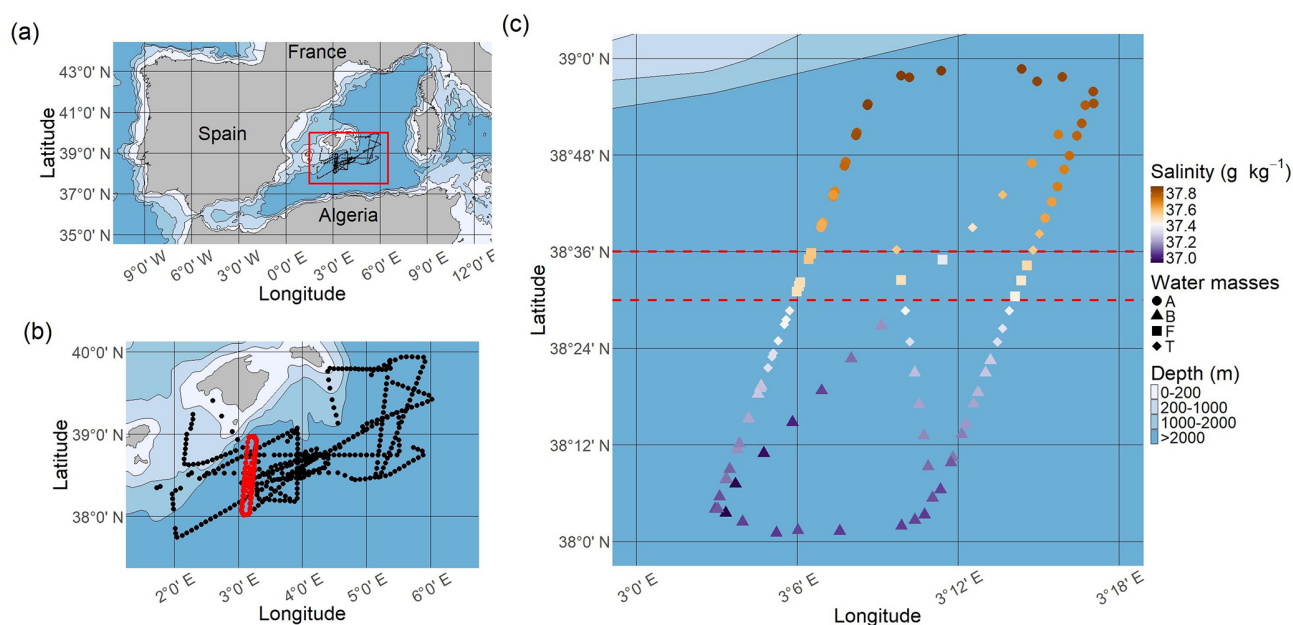 (a)
France
Spain
Algeria
43°0' N
41°0' N
39°0' N
37°0' N
35°0' N
Latitude
9°0' W
6°0' W
3°0' W
0°0' E
3°0' E
6°0' E
9°0' E
12°0' E
Longitude
(b)
40°0' N
39°0' N
38°0' N
Latitude
2°0' E
3°0' E
4°0' E
5°0' E
6°0' E
Longitude
(c)
39°0' N
38°48' N
38°36' N
38°24' N
38°12' N
38°0' N
Latitude
3°0' E
3°6' E
3°12' E
3°18' E
Longitude
Salinity (g kg⁻¹)
37.8
37.6
37.4
37.2
37.0
Water masses
A
B
F
T
Depth (m)
0-200
200-1000
1000-2000
>2000